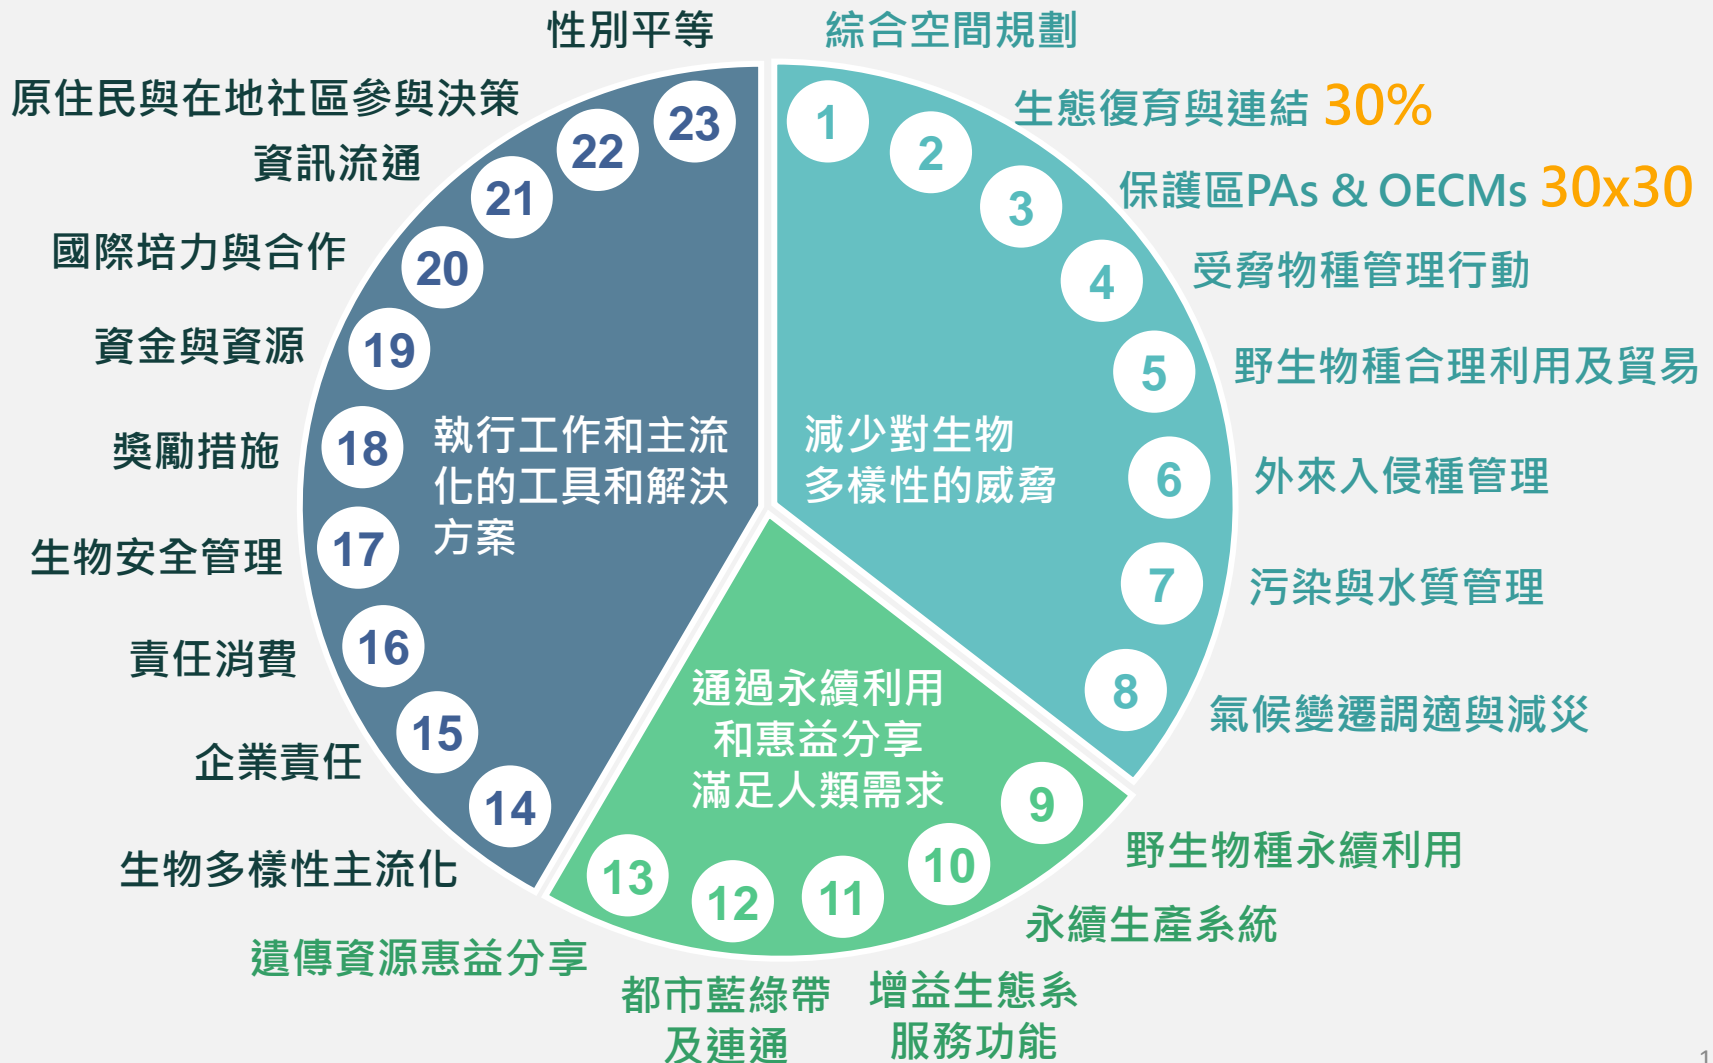 性別平等
綜合空間規劃
原住民與在地社區參與決策
生態復育與連結 30%
資訊流通
保護區PAs & OECMs 30x30
國際培力與合作
受脅物種管理行動
資金與資源
野生物種合理利用及貿易
獎勵措施
外來入侵種管理
生物安全管理
污染與水質管理
責任消費
氣候變遷調適與減災
企業責任
野生物種永續利用
生物多樣性主流化
永續生產系統
遺傳資源惠益分享
都市藍綠帶
及連通
增益生態系
服務功能
執行工作和主流
化的工具和解決
方案
減少對生物
多樣性的威脅
通過永續利用
和惠益分享
滿足人類需求
1
2
3
4
5
6
7
8
9
10
11
12
13
14
15
16
17
18
19
20
21
22
23
1